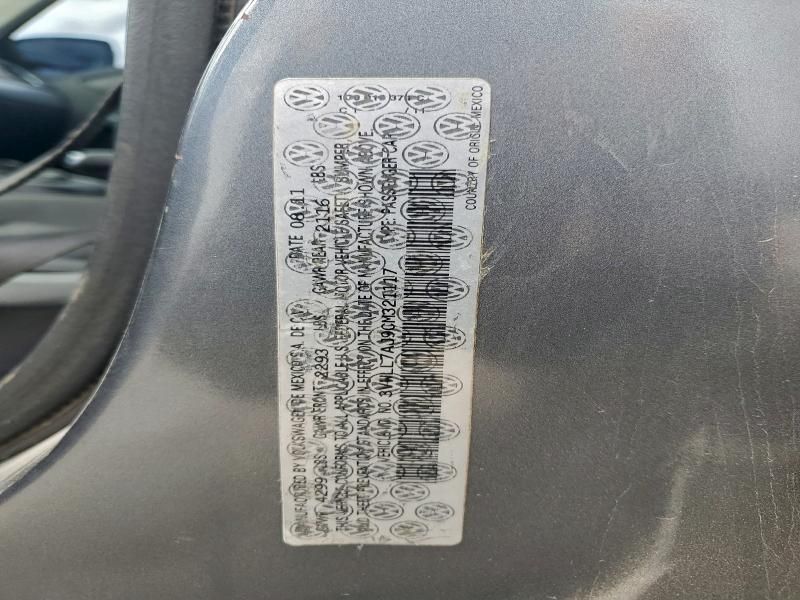 MANUFACTURED BY VOLKSWAGEN DE MEXICO S.A. DE C.V. DATE 08/11
GVWR 4299 LBS GAWR FRONT 2293 LBS GAWR REAR 2116 LBS
THIS VEHICLE CONFORMS TO ALL APPLICABLE U.S. FEDERAL MOTOR VEHICLE SAFETY, BUMPER
AND THEFT PREVENTION STANDARDS IN EFFECT ON THE DATE OF MANUFACTURE SHOWN ABOVE.
VEHICLE ID NO. TYPE: PASSENGER CAR
COUNTRY OF ORIGIN: MEXICO